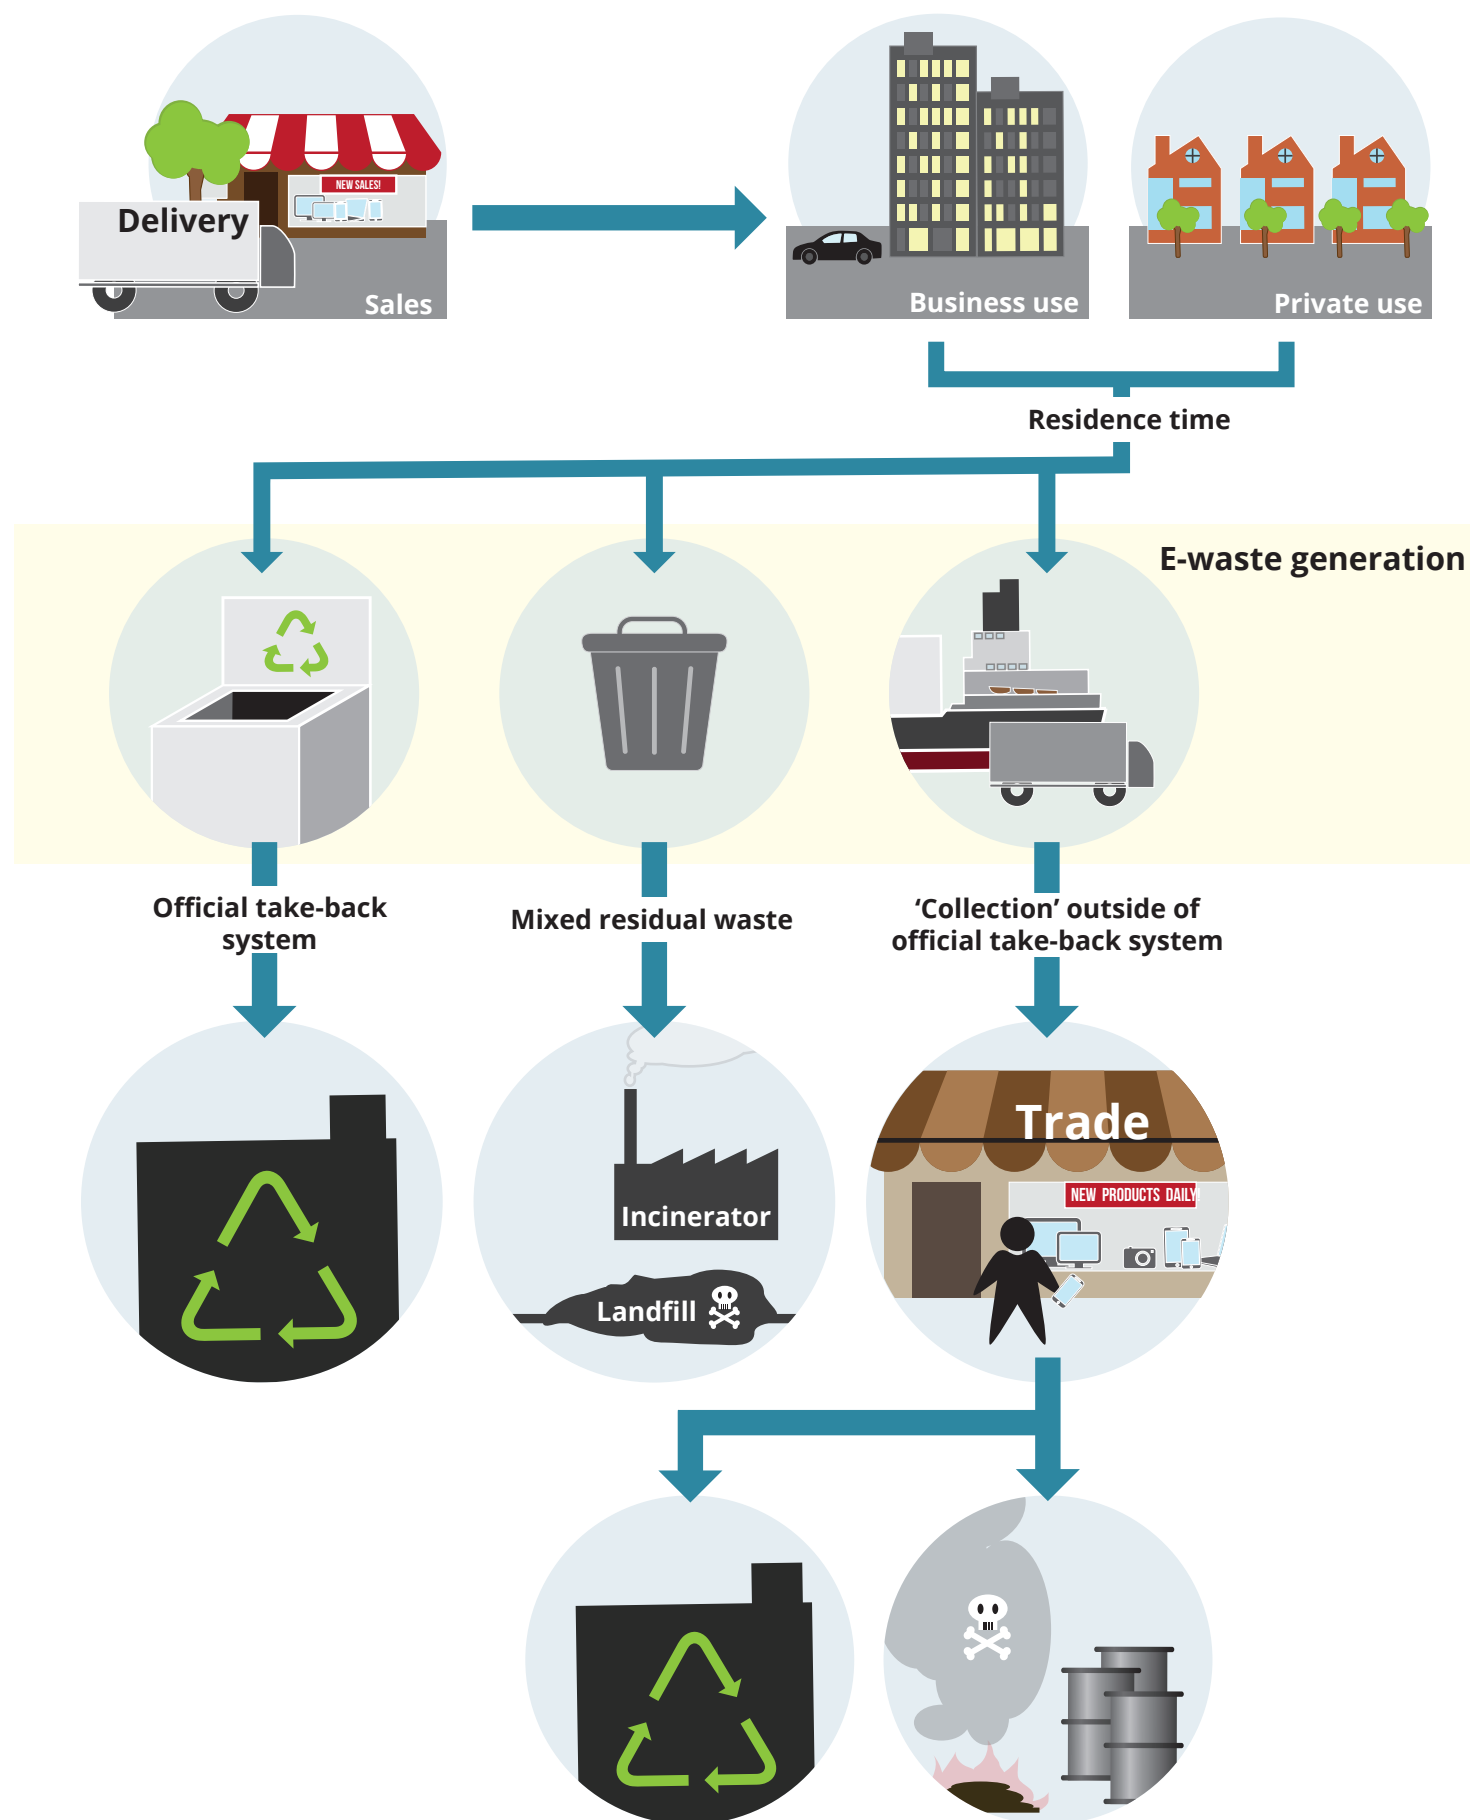 NEW SALES!
Delivery
Sales
Business use
Private use
Residence time
E-waste generation
Official take-back
system
Mixed residual waste
‘Collection’ outside of
official take-back system
Trade
NEW PRODUCTS DAILY!
Incinerator
Landfill